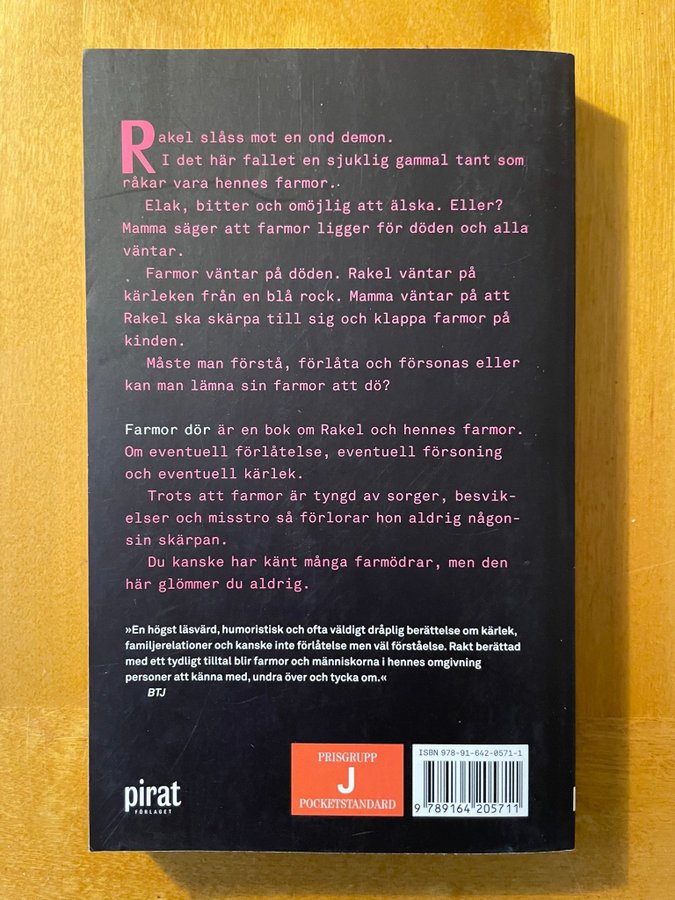 Rakel slåss mot en ond demon.
I det här fallet en sjuklig gammal tant som
råkar vara hennes farmor.
Elak, bitter och omöjlig att älska. Eller?
Mamma säger att farmor ligger för döden och alla
väntar.
Farmor väntar på döden. Rakel väntar på
kärleken från en blå rock. Mamma väntar på att
Rakel ska skärpa till sig och klappa farmor på
kinden.
Måste man förstå, förlåta och försonas eller
kan man lämna sin farmor att dö?
Farmor dör är en bok om Rakel och hennes farmor.
Om eventuell förlåtelse, eventuell försoning
och eventuell kärlek.
Trots att farmor är tyngd av sorger, besvik-
elser och misstro så förlorar hon aldrig någon-
sin skärpan.
Du kanske har känt många farmödrar, men den
här glömmer du aldrig.
»En högst läsvärd, humoristisk och ofta väldigt dråplig berättelse om kärlek,
familjerelationer och kanske inte förlåtelse men väl förståelse. Rakt berättad
med ett tydligt tilltal blir farmor och människorna i hennes omgivning
personer att känna med, undra över och tycka om.«
BTJ
pirat
FÖRLAGET
PRISGRUPP
J
POCKETSTANDARD
ISBN 978-91-642-0571-1
9 789164 205711